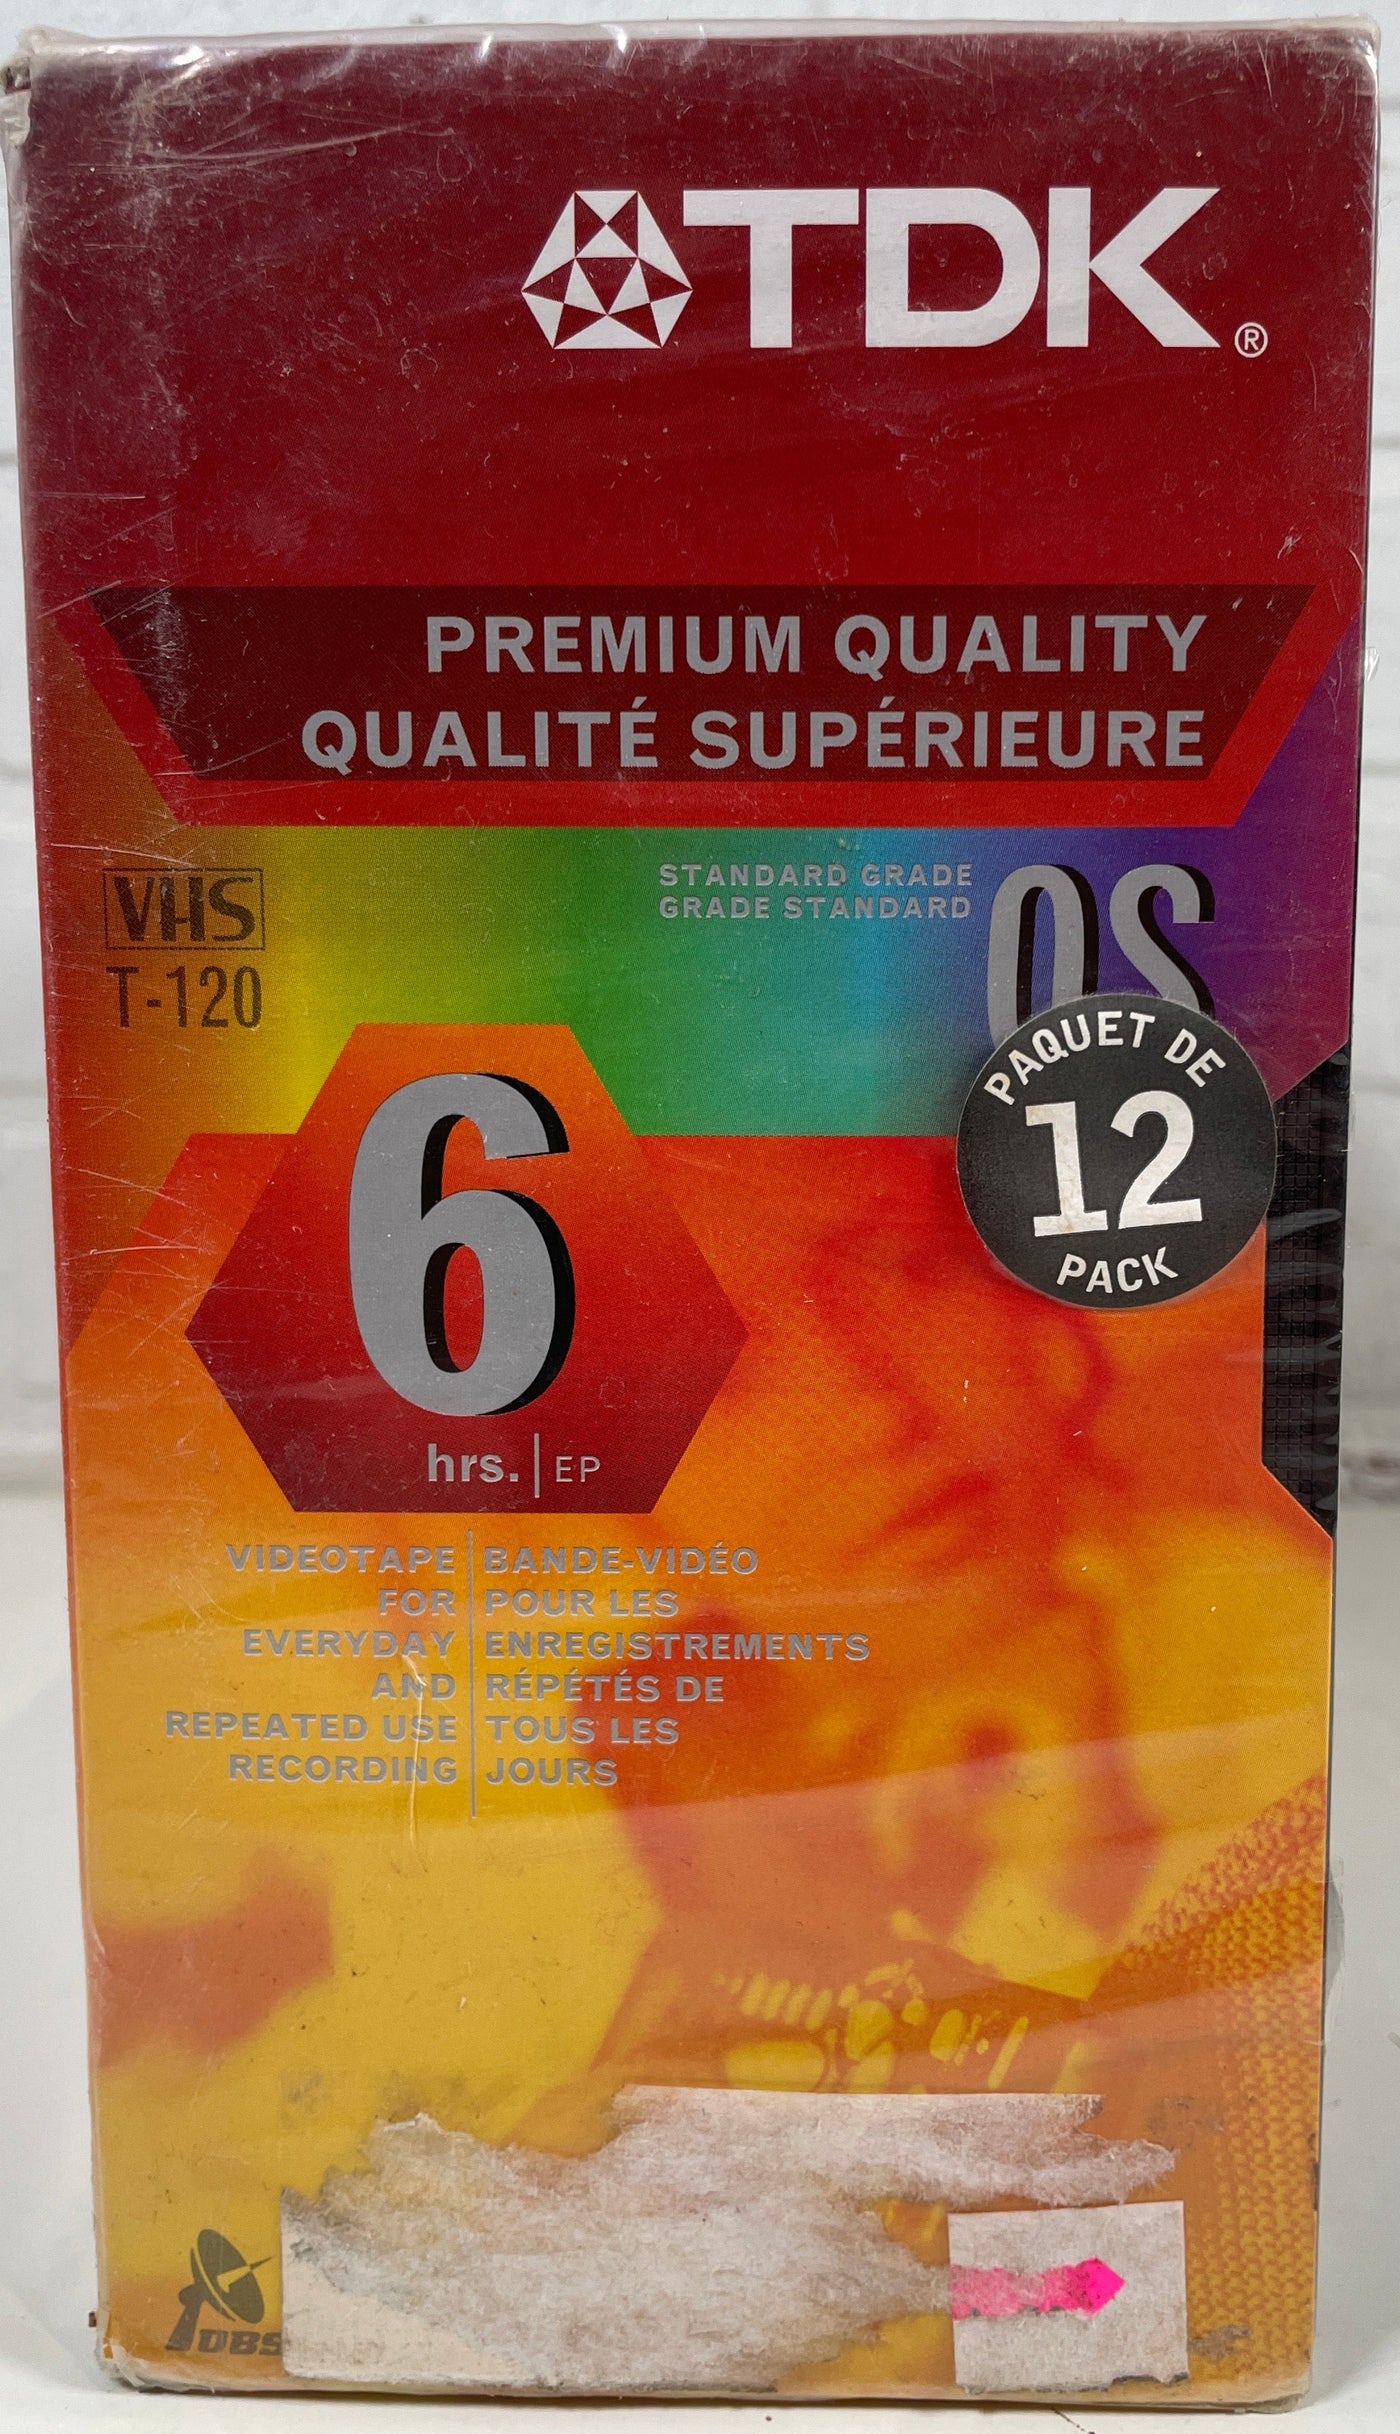 TDK®
PREMIUM QUALITY
QUALITÉ SUPÉRIEURE
VHS
T-120
STANDARD GRADE
GRADE STANDARD
PAQUET DE
12
PACK
6
hrs. | EP
VIDEOTAPE
FOR
EVERYDAY
AND
REPEATED USE
RECORDING
BANDE-VIDÉO
POUR LES
ENREGISTREMENTS
RÉPÉTÉS DE
TOUS LES
JOURS